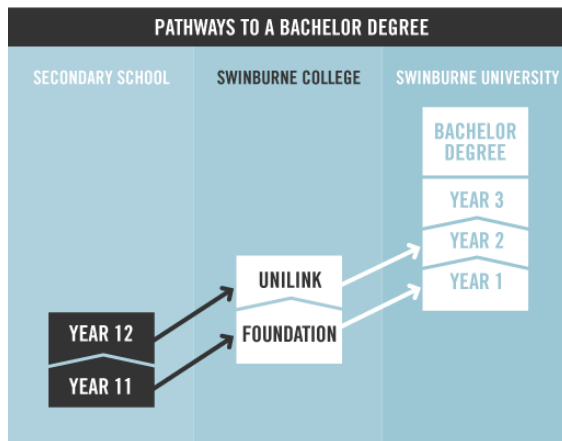 PATHWAYS TO A BACHELOR DEGREE
SECONDARY SCHOOL
SWINBURNE COLLEGE
SWINBURNE UNIVERSITY
BACHELOR
DEGREE
YEAR 3
YEAR 2
YEAR 1
UNILINK
FOUNDATION
YEAR 12
YEAR 11